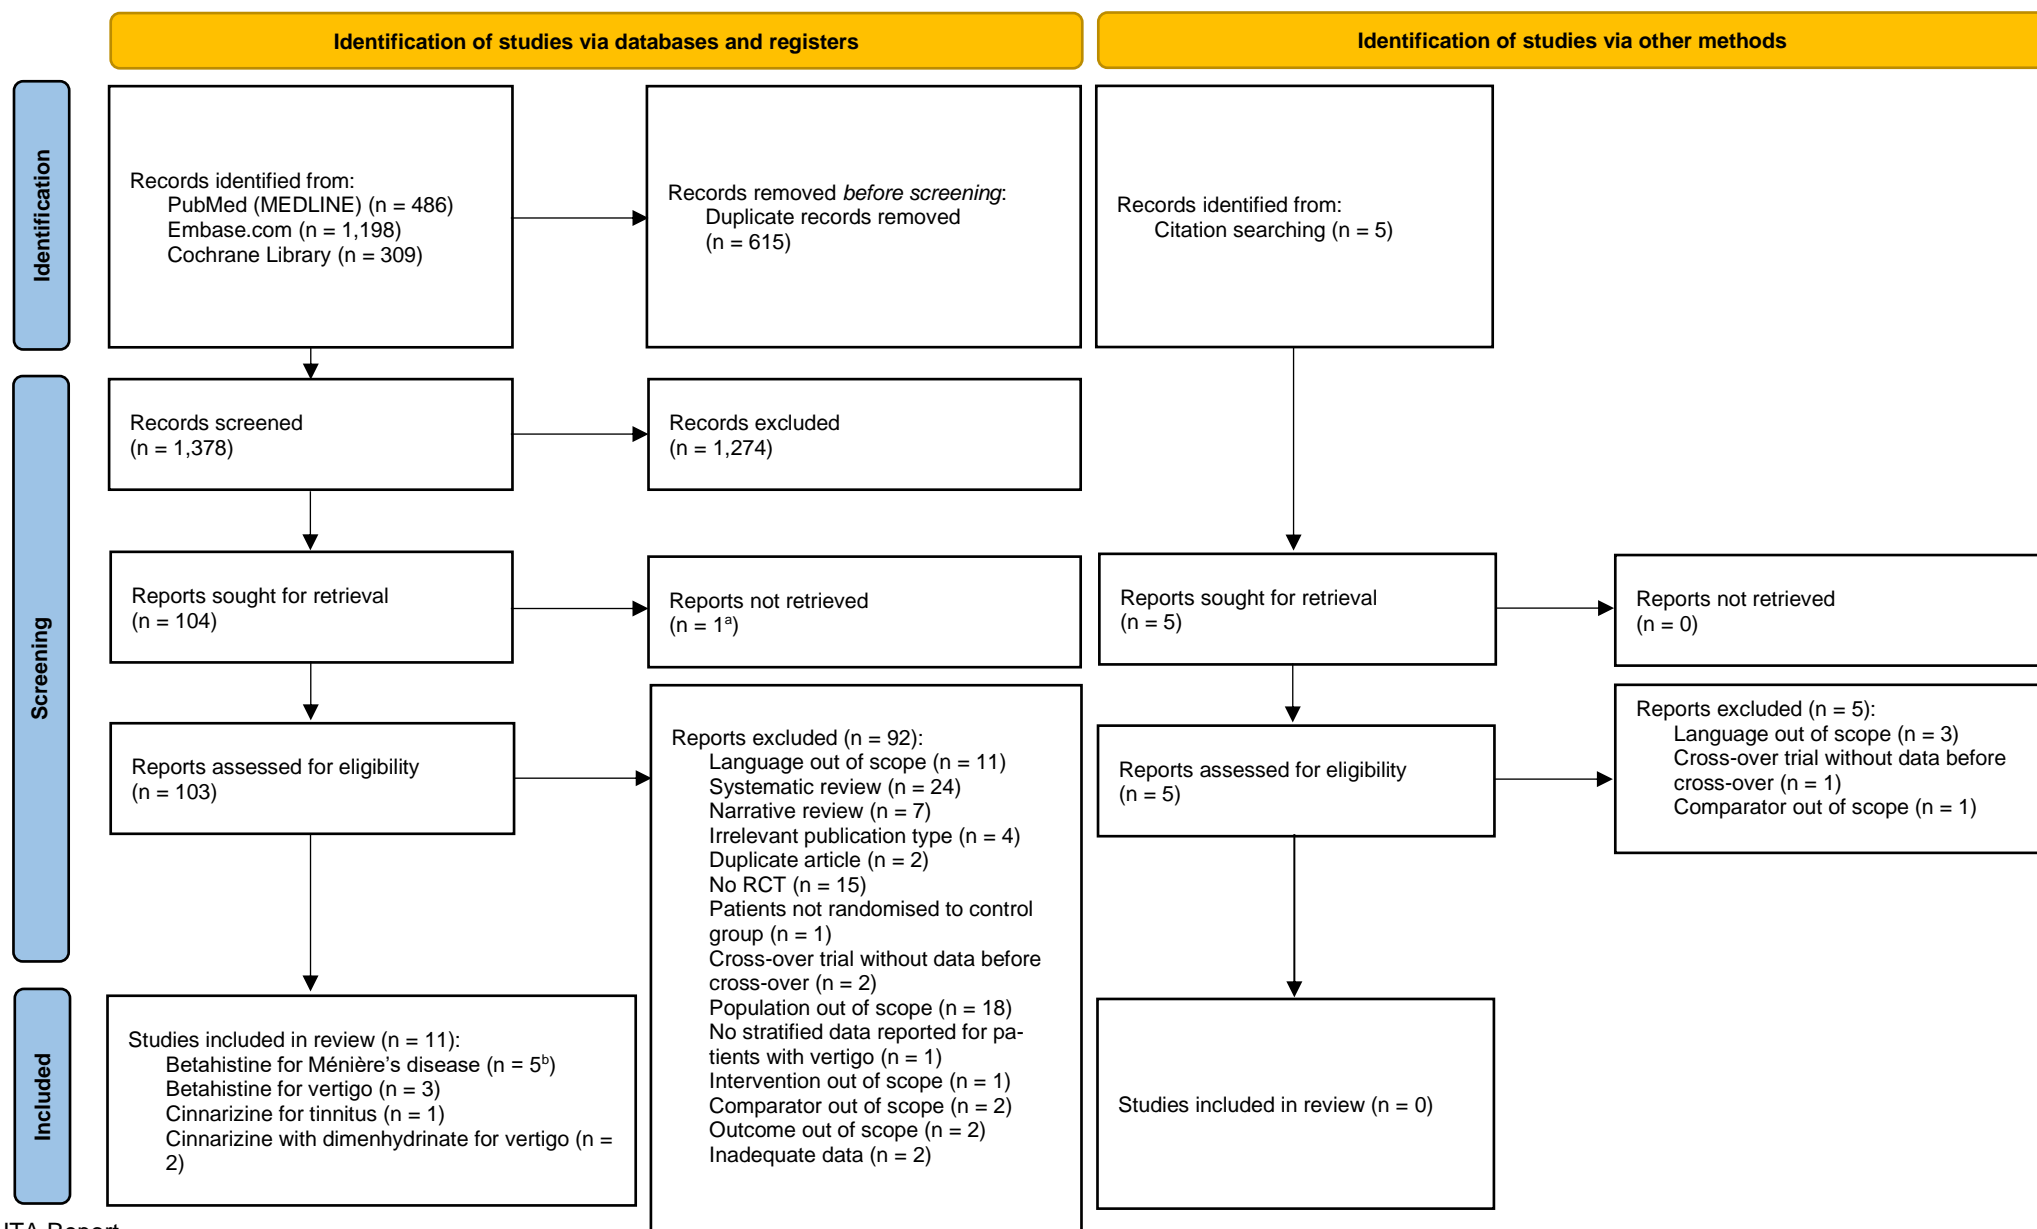 Identification of studies via databases and registers
Identification of studies via other methods
Identification
Records identified from:
PubMed (MEDLINE) (n = 486)
Embase.com (n = 1,198)
Cochrane Library (n = 309)
Records removed before screening:
Duplicate records removed
(n = 615)
Records identified from:
Citation searching (n = 5)
Screening
Records screened
(n = 1,378)
Records excluded
(n = 1,274)
Reports sought for retrieval
(n = 104)
Reports not retrieved
(n = 1ᵃ)
Reports sought for retrieval
(n = 5)
Reports not retrieved
(n = 0)
Reports assessed for eligibility
(n = 103)
Reports excluded (n = 92):
Language out of scope (n = 11)
Systematic review (n = 24)
Narrative review (n = 7)
Irrelevant publication type (n = 4)
Duplicate article (n = 2)
No RCT (n = 15)
Patients not randomised to control
group (n = 1)
Cross-over trial without data before
cross-over (n = 2)
Population out of scope (n = 18)
No stratified data reported for pa-
tients with vertigo (n = 1)
Intervention out of scope (n = 1)
Comparator out of scope (n = 2)
Outcome out of scope (n = 2)
Inadequate data (n = 2)
Reports assessed for eligibility
(n = 5)
Reports excluded (n = 5):
Language out of scope (n = 3)
Cross-over trial without data before
cross-over (n = 1)
Comparator out of scope (n = 1)
Included
Studies included in review (n = 11):
Betahistine for Ménière's disease (n = 5ᵇ)
Betahistine for vertigo (n = 3)
Cinnarizine for tinnitus (n = 1)
Cinnarizine with dimenhydrinate for vertigo (n =
2)
Studies included in review (n = 0)
Report